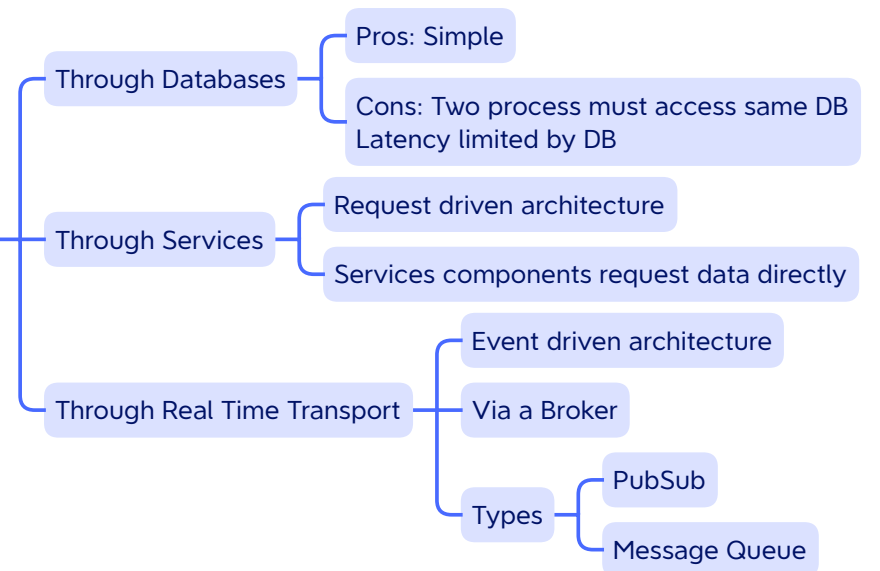 Through Databases
Pros: Simple
Cons: Two process must access same DB
Latency limited by DB
Through Services
Request driven architecture
Services components request data directly
Through Real Time Transport
Event driven architecture
Via a Broker
Types
PubSub
Message Queue